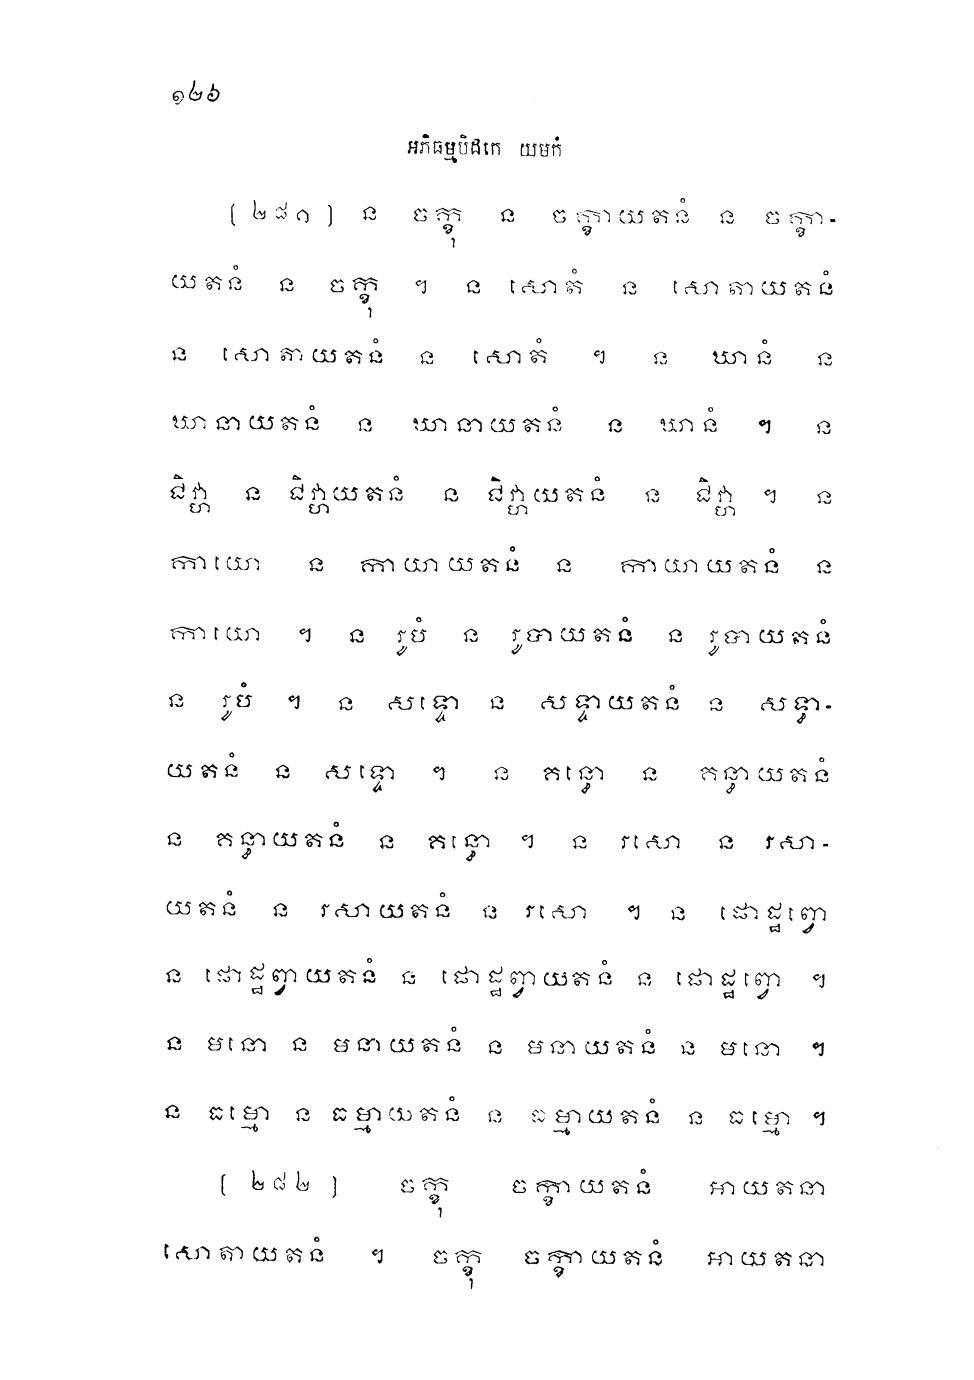 ១២៦
អភិធម្មបិដកេ យមកំ
(២៨១) ន ចក្ខុ ន ចក្ខាយតនំ ន ចក្ខា-
យតនំ ន ចក្ខុ ។ ន សោតំ ន សោតាយតនំ
ន សោតាយតនំ ន សោតំ ។ ន ឃានំ ន
ឃានាយតនំ ន ឃានាយតនំ ន ឃានំ ។ ន
ជិវ្ហា ន ជិវ្ហាយតនំ ន ជិវ្ហាយតនំ ន ជិវ្ហា ។ ន
កាយោ ន កាយាយតនំ ន កាយាយតនំ ន
កាយោ ។ ន រូបំ ន រូបាយតនំ ន រូបាយតនំ
ន រូបំ ។ ន សទ្ទោ ន សទ្ទាយតនំ ន សទ្ទា-
យតនំ ន សទ្ទោ ។ ន គន្ធោ ន គន្ធាយតនំ
ន គន្ធាយតនំ ន គន្ធោ ។ ន រសោ ន រសា-
យតនំ ន រសាយតនំ ន រសោ ។ ន ផោដ្ឋព្វោ
ន ផោដ្ឋព្វាយតនំ ន ផោដ្ឋព្វាយតនំ ន ផោដ្ឋព្វោ ។
ន មនោ ន មនាយតនំ ន មនាយតនំ ន មនោ ។
ន ធម្មោ ន ធម្មាយតនំ ន ធម្មាយតនំ ន ធម្មោ ។
(២៨២) ចក្ខុ ចក្ខាយតនំ អាយតនា
សោតាយតនំ ។ ចក្ខុ ចក្ខាយតនំ អាយតនា